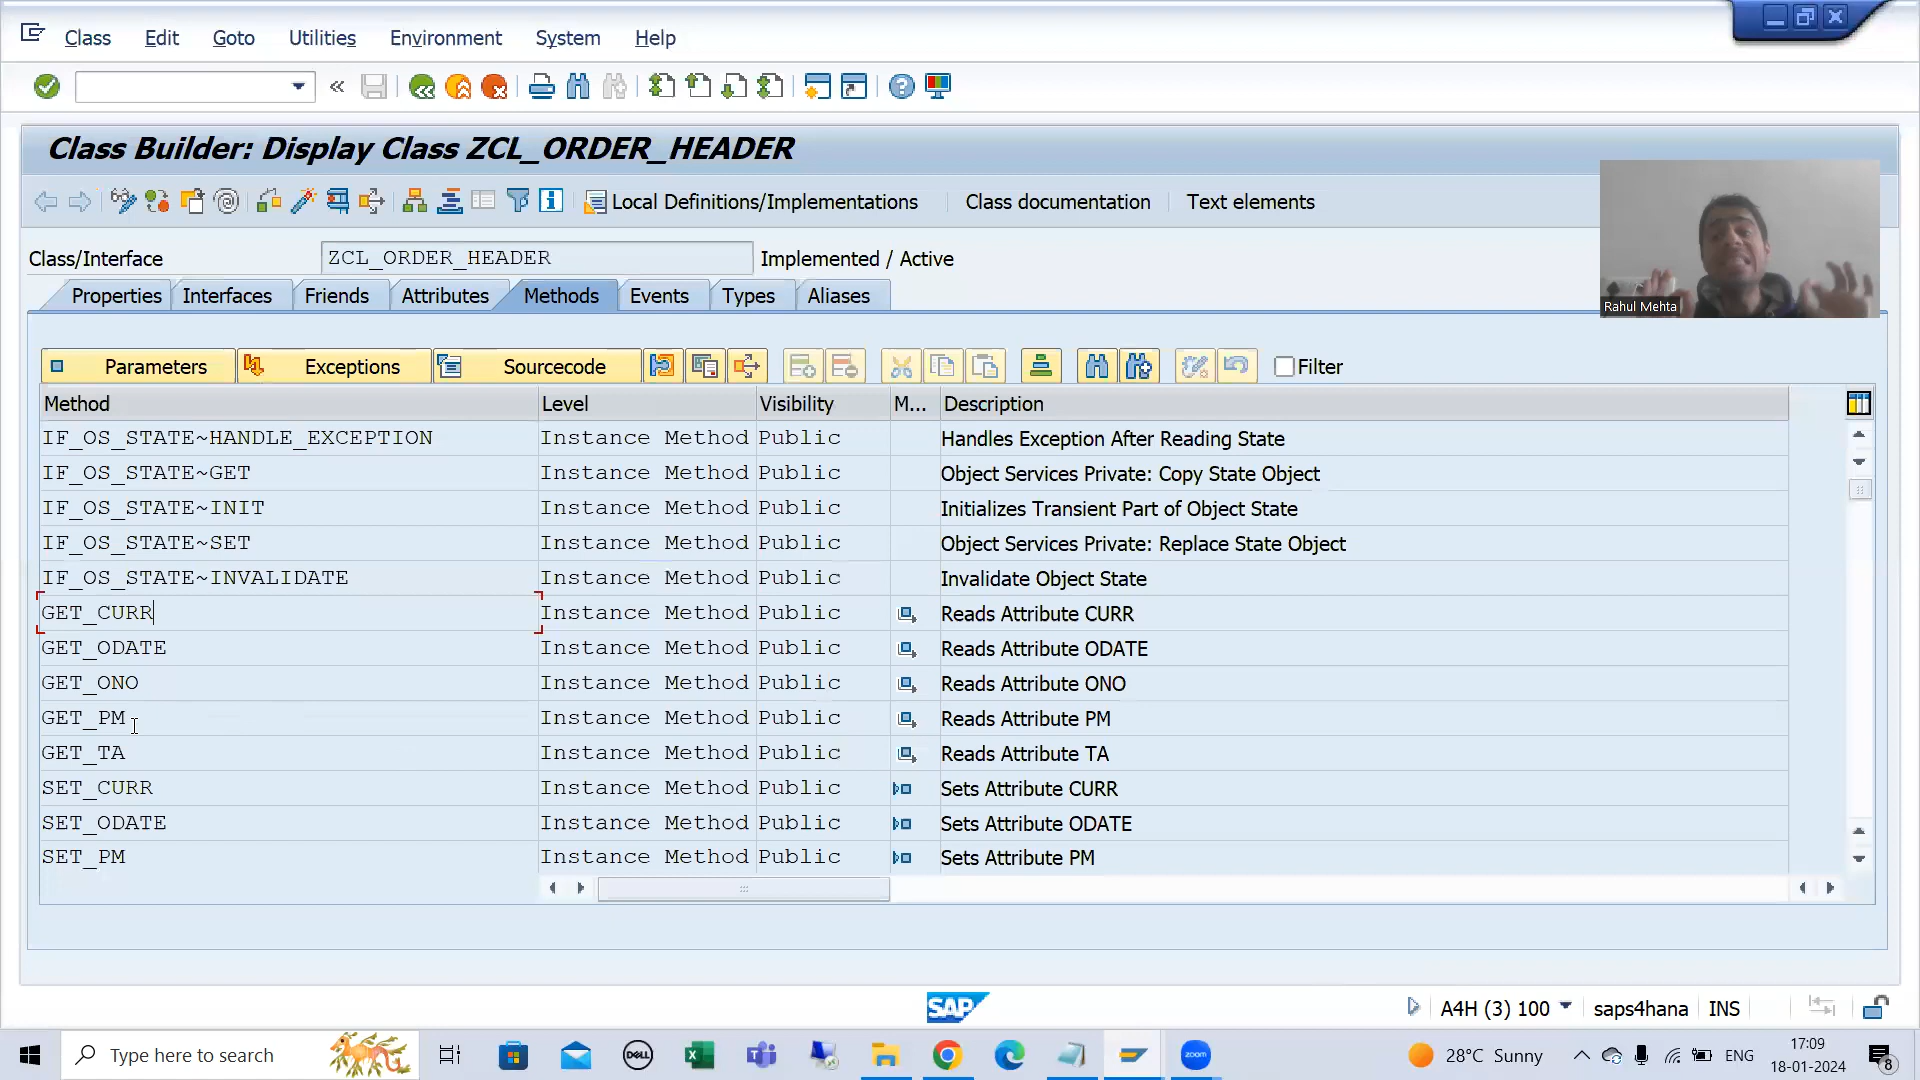 Class Edit Goto Utilities Environment System Help
Class Builder: Display Class ZCL_ORDER_HEADER
Local Definitions/Implementations Class documentation Text elements
Class/Interface ZCL_ORDER_HEADER Implemented / Active
Rahul Mehta
Properties Interfaces Friends Attributes Methods Events Types Aliases
Parameters Exceptions Sourcecode Filter
Method Level Visibility M... Description
IF_OS_STATE~HANDLE_EXCEPTION Instance Method Public Handles Exception After Reading State
IF_OS_STATE~GET Instance Method Public Object Services Private: Copy State Object
IF_OS_STATE~INIT Instance Method Public Initializes Transient Part of Object State
IF_OS_STATE~SET Instance Method Public Object Services Private: Replace State Object
IF_OS_STATE~INVALIDATE Instance Method Public Invalidate Object State
GET_CURR Instance Method Public Reads Attribute CURR
GET_ODATE Instance Method Public Reads Attribute ODATE
GET_ONO Instance Method Public Reads Attribute ONO
GET_PM Instance Method Public Reads Attribute PM
GET_TA Instance Method Public Reads Attribute TA
SET_CURR Instance Method Public Sets Attribute CURR
SET_ODATE Instance Method Public Sets Attribute ODATE
SET_PM Instance Method Public Sets Attribute PM
SAP A4H (3) 100 saps4hana INS
Type here to search DELL zoom 28°C Sunny ENG 17:09
18-01-2024 8